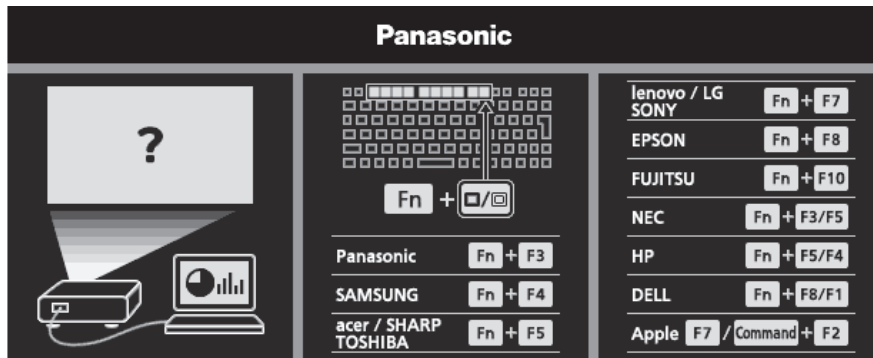 Panasonic
?
Fn + □/回
Panasonic Fn + F3
SAMSUNG Fn + F4
acer / SHARP
TOSHIBA Fn + F5
lenovo / LG
SONY Fn + F7
EPSON Fn + F8
FUJITSU Fn + F10
NEC Fn + F3/F5
HP Fn + F5/F4
DELL Fn + F8/F1
Apple F7 / Command + F2